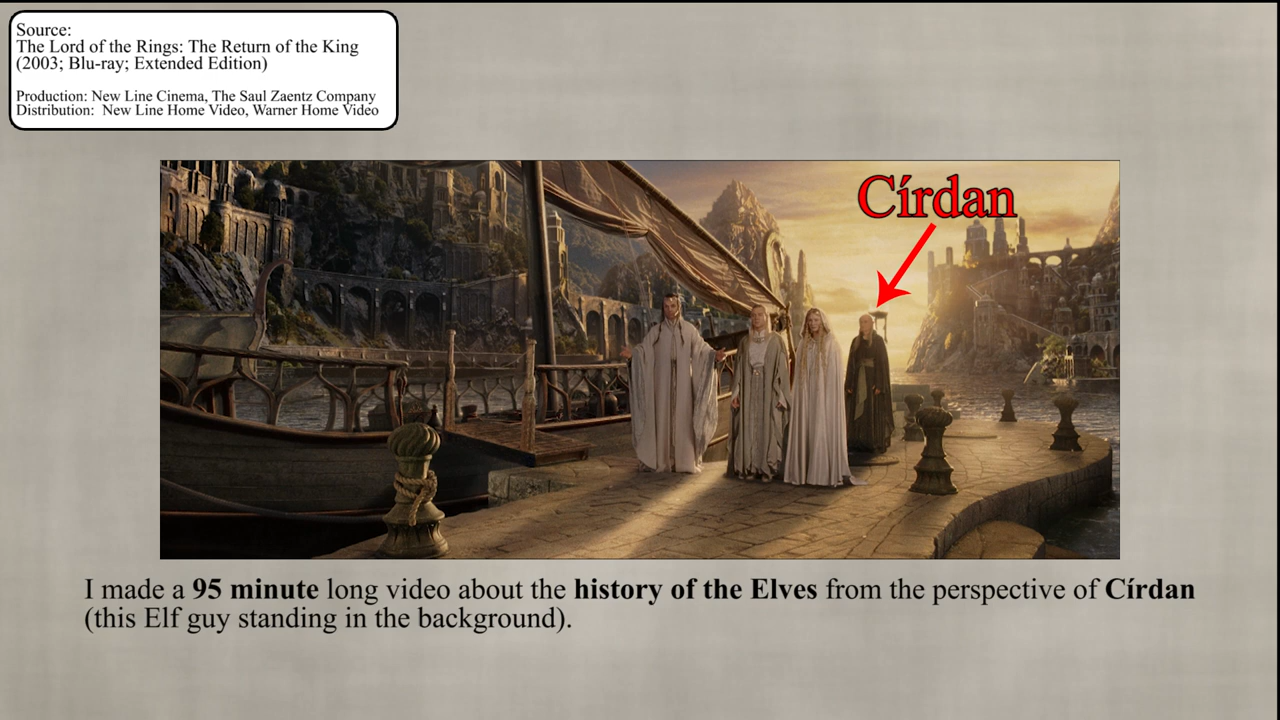 Source:
The Lord of the Rings: The Return of the King
(2003; Blu-ray; Extended Edition)
Production: New Line Cinema, The Saul Zaentz Company
Distribution:  New Line Home Video, Warner Home Video
Círdan
I made a 95 minute long video about the history of the Elves from the perspective of Círdan
(this Elf guy standing in the background).